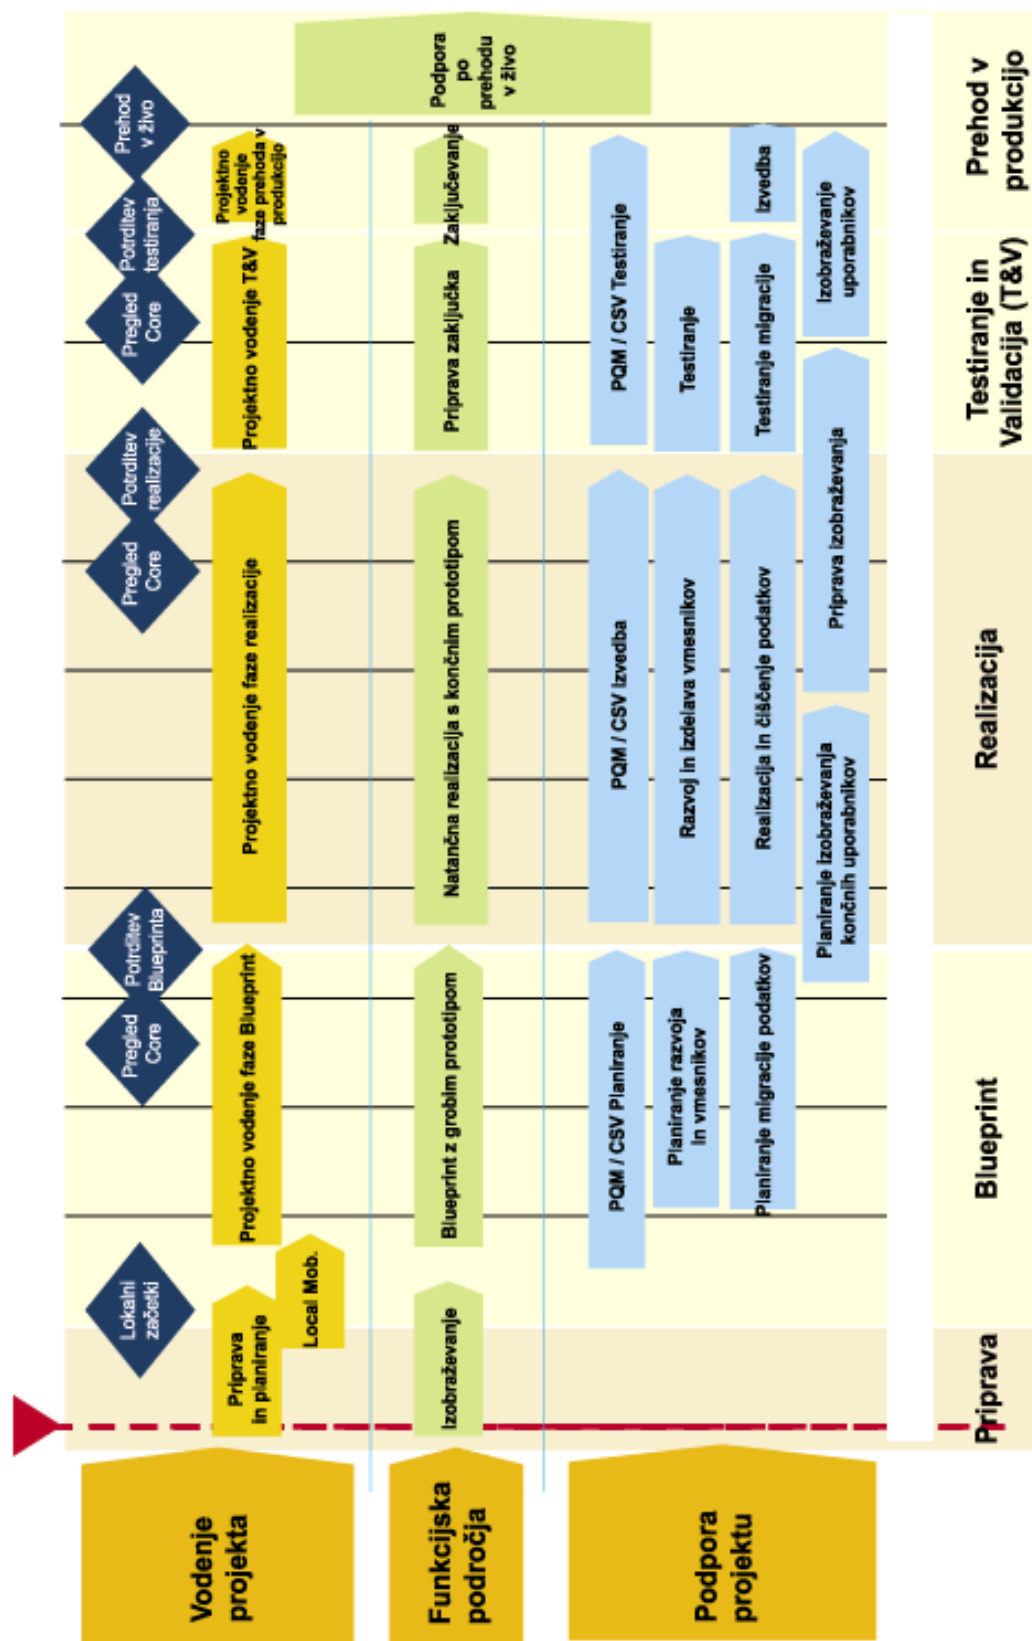 Lokalni
začetki
Pregled
Core
Potrditev
Blueprinta
Pregled
Core
Potrditev
realizacije
Pregled
Core
Potrditev
testiranja
Prehod
v živo
Vodenje
projekta
Priprava
in planiranje
Local Mob.
Projektno vodenje faze Blueprint
Projektno vodenje faze realizacije
Projektno vodenje T&V
Projektno
vodenje
faze prehoda v
produkcijo
Funkcijska
področja
Izobraževanje
Blueprint z grobim prototipom
Natančna realizacija s končnim prototipom
Priprava zaključka
Zaključevanje
Podpora
po
prehodu
v živo
Podpora
projektu
PQM / CSV Planiranje
PQM / CSV Izvedba
PQM / CSV Testiranje
Planiranje razvoja
in vmesnikov
Razvoj in izdelava vmesnikov
Testiranje
Planiranje migracije podatkov
Realizacija in čiščenje podatkov
Testiranje migracije
Izvedba
Planiranje izobraževanja
končnih uporabnikov
Priprava izobraževanja
Izobraževanje
uporabnikov
Priprava
Blueprint
Realizacija
Testiranje in
Validacija (T&V)
Prehod v
produkcijo